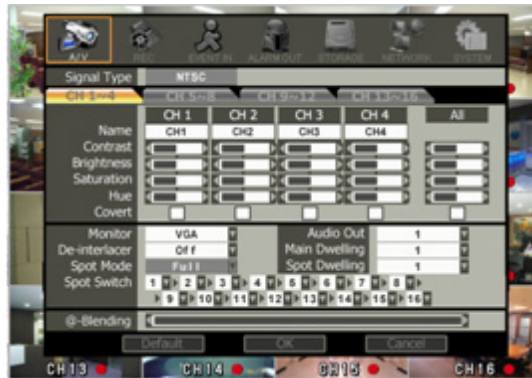 A/V REC EVENT IN ALARM OUT STORAGE NETWORK SYSTEM
Signal Type NTSC
CH 1~4 CH 5~8 CH 9~12 CH 13~16
CH 1 CH 2 CH 3 CH 4 All
Name CH1 CH2 CH3 CH4
Contrast
Brightness
Saturation
Hue
Covert
Monitor VGA Audio Out 1
De-interlacer Off Main Dwelling 1
Spot Mode Full Spot Dwelling 1
Spot Switch 1 2 3 4 5 6 7 8
9 10 11 12 13 14 15 16
@-Blending
Default OK Cancel
CH13 CH14 CH15 CH16